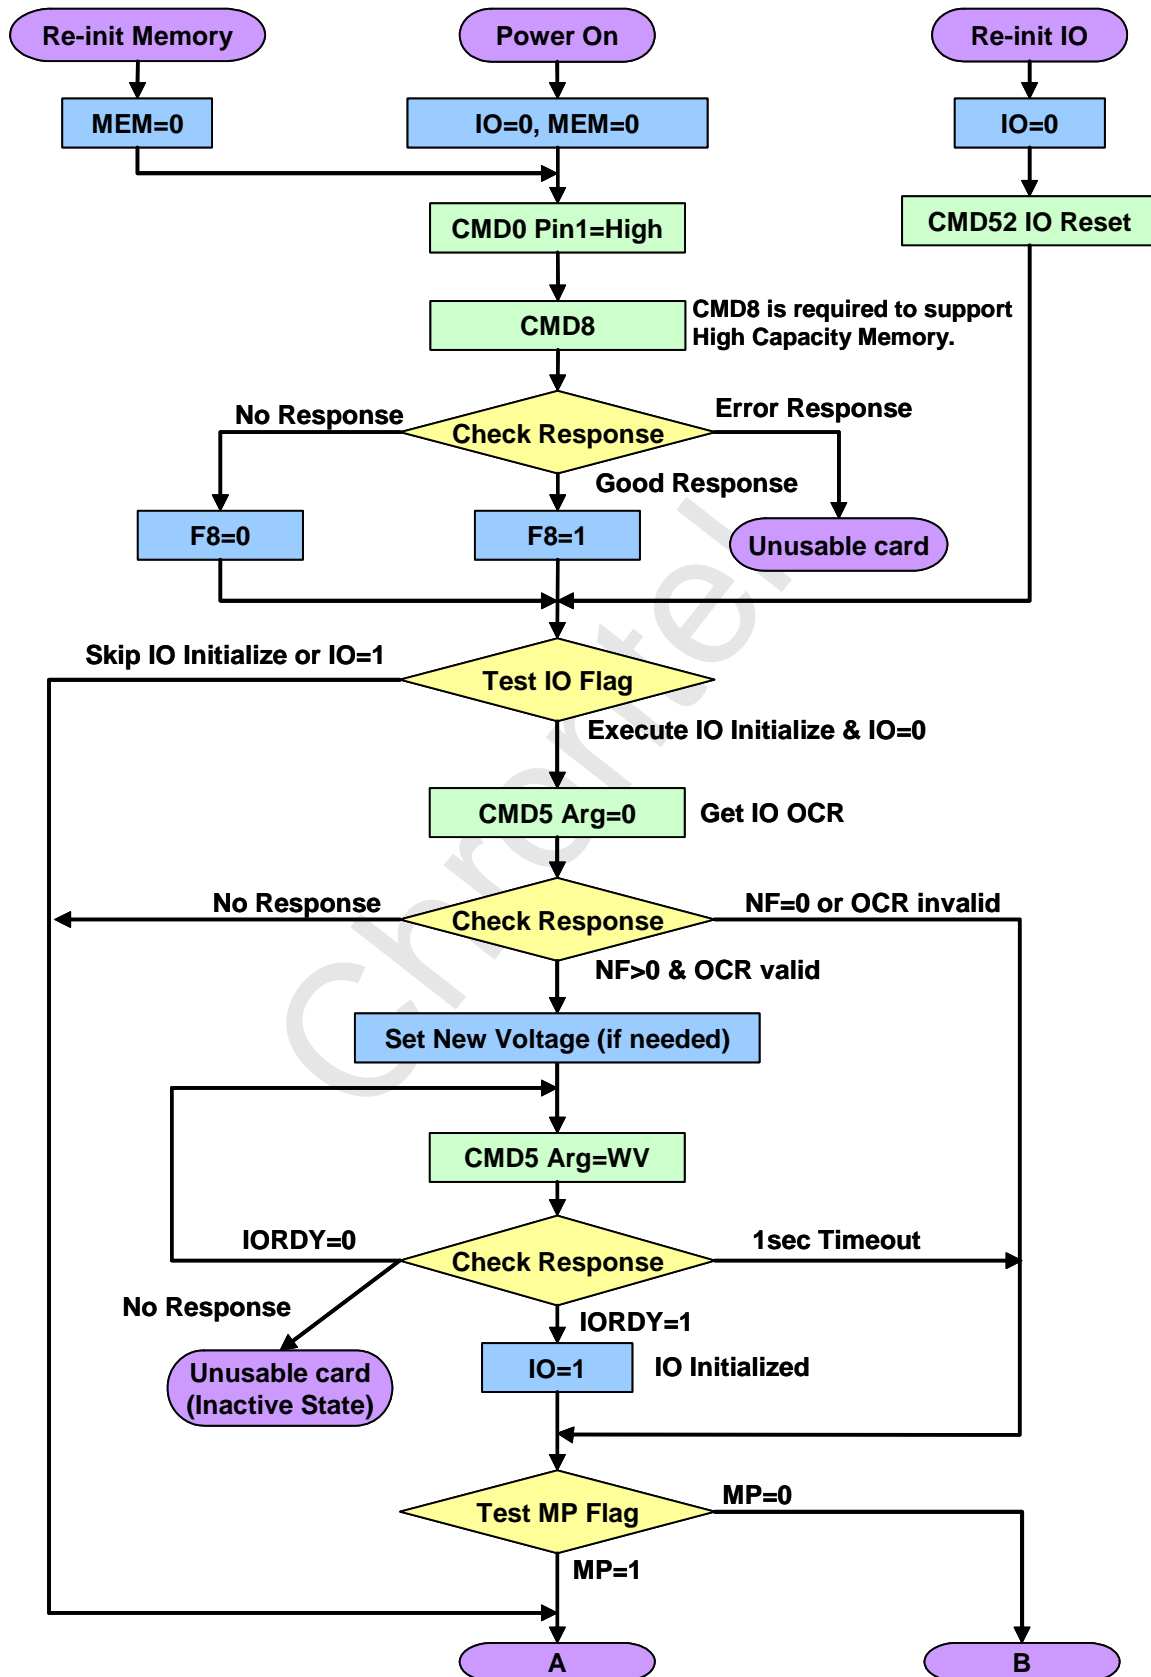 Re-init Memory
Power On
Re-init IO
MEM=0
IO=0, MEM=0
IO=0
CMD0 Pin1=High
CMD52 IO Reset
CMD8
CMD8 is required to support
High Capacity Memory.
No Response
Check Response
Error Response
Good Response
F8=0
F8=1
Unusable card
Skip IO Initialize or IO=1
Test IO Flag
Execute IO Initialize & IO=0
CMD5 Arg=0
Get IO OCR
No Response
Check Response
NF=0 or OCR invalid
NF>0 & OCR valid
Set New Voltage (if needed)
CMD5 Arg=WV
IORDY=0
Check Response
1sec Timeout
No Response
IORDY=1
Unusable card
(Inactive State)
IO=1
IO Initialized
Test MP Flag
MP=0
MP=1
A
B
Chrontel